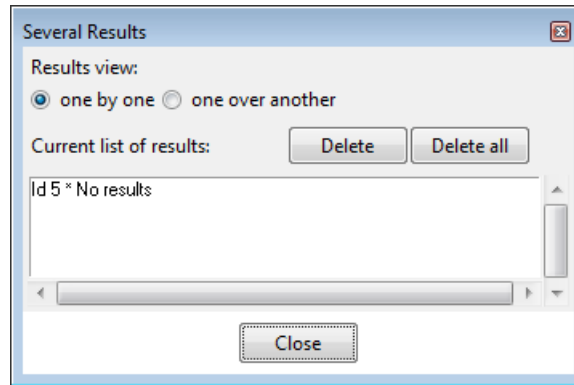 Several Results
Results view:
one by one one over another
Current list of results: Delete Delete all
Id 5 * No results
Close